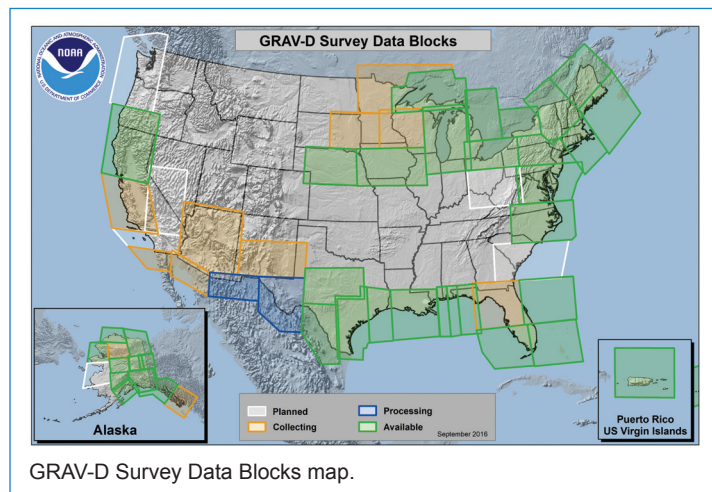 NATIONAL OCEANIC AND ATMOSPHERIC ADMINISTRATION
NOAA
U.S. DEPARTMENT OF COMMERCE
GRAV-D Survey Data Blocks
Alaska
Planned
Processing
Collecting
Available
September 2016
Puerto Rico
US Virgin Islands
GRAV-D Survey Data Blocks map.